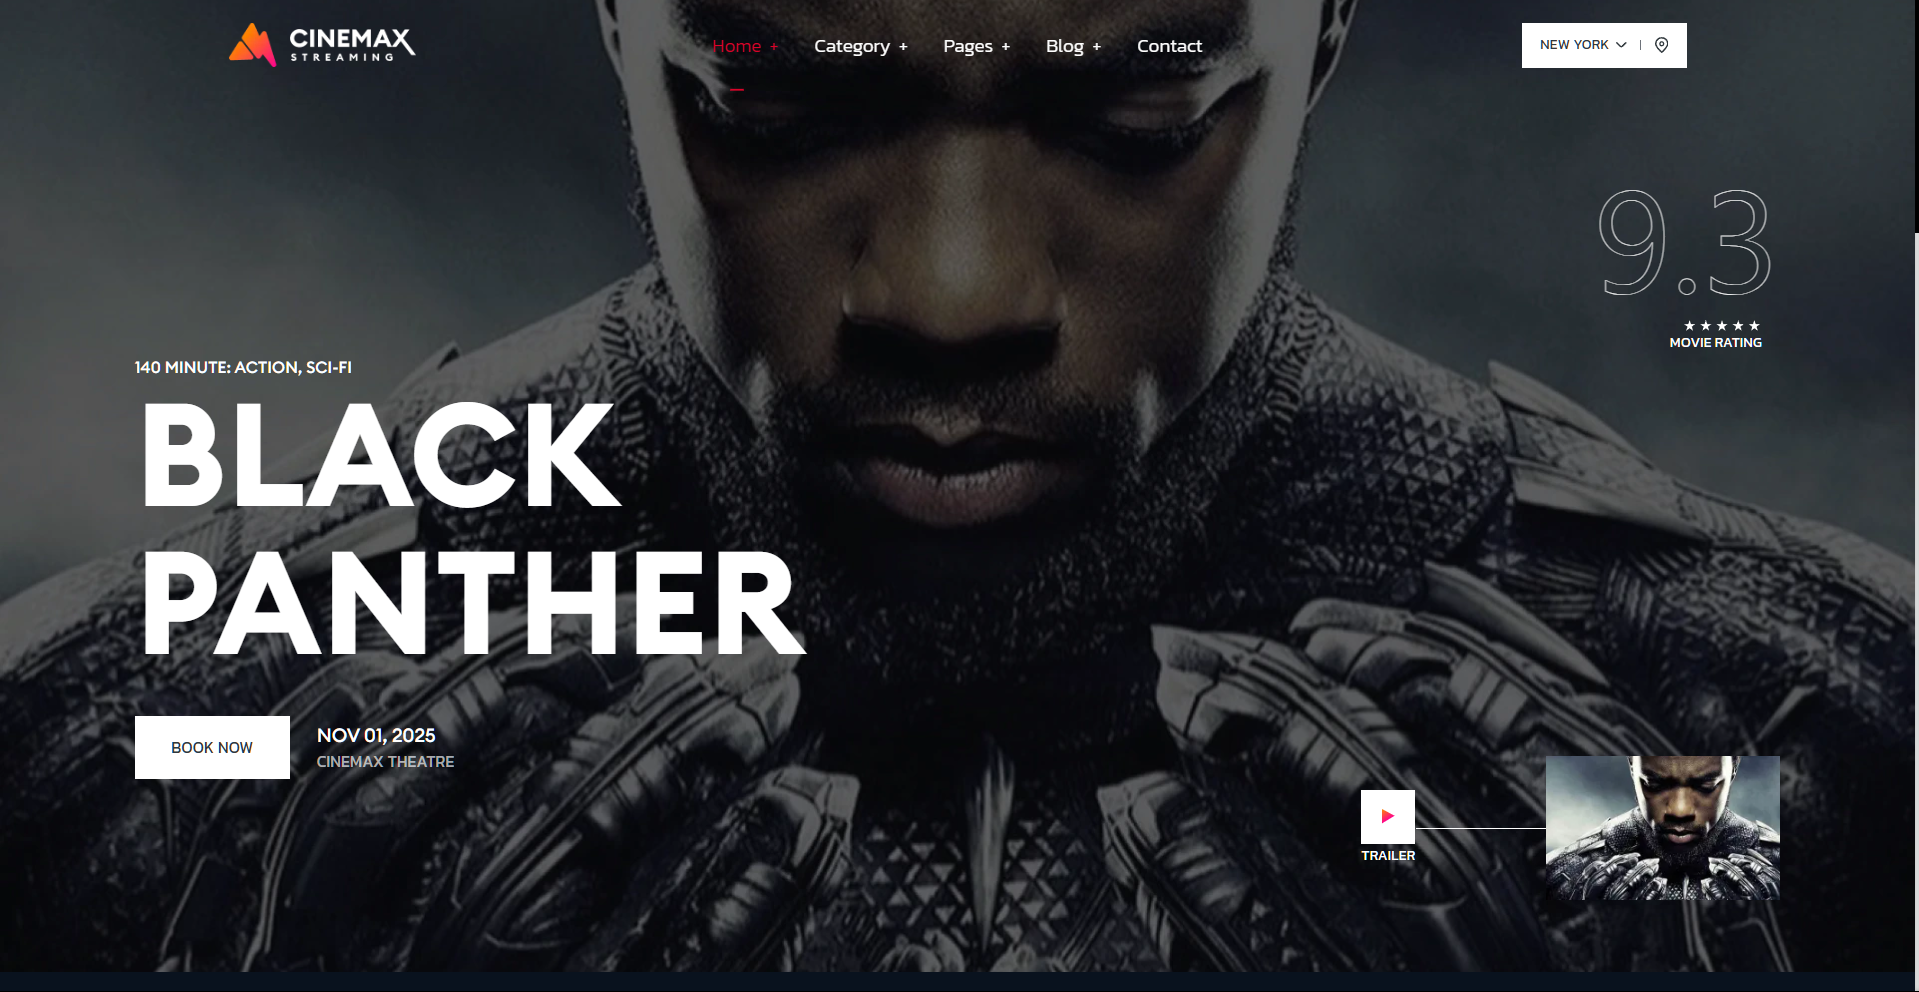 CINEMAX
STREAMING
Home +
Category +
Pages +
Blog +
Contact
NEW YORK
9.3
MOVIE RATING
140 MINUTE: ACTION, SCI-FI
BLACK
PANTHER
BOOK NOW
NOV 01, 2025
CINEMAX THEATRE
TRAILER